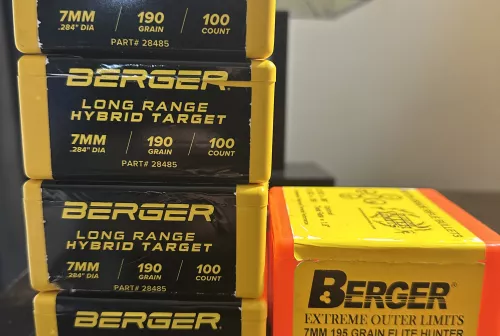 7MM 190 100
.284" DIA GRAIN COUNT
PART# 28485
BERGER.
LONG RANGE
HYBRID TARGET
7MM 190 100
.284" DIA GRAIN COUNT
PART# 28485
BERGER
LONG RANGE
HYBRID TARGET
7MM 190 100
.284" DIA GRAIN COUNT
PART# 28485
BERGER
BERGER®
EXTREME OUTER LIMITS
7MM 195 GRAIN ELITE HUNTER